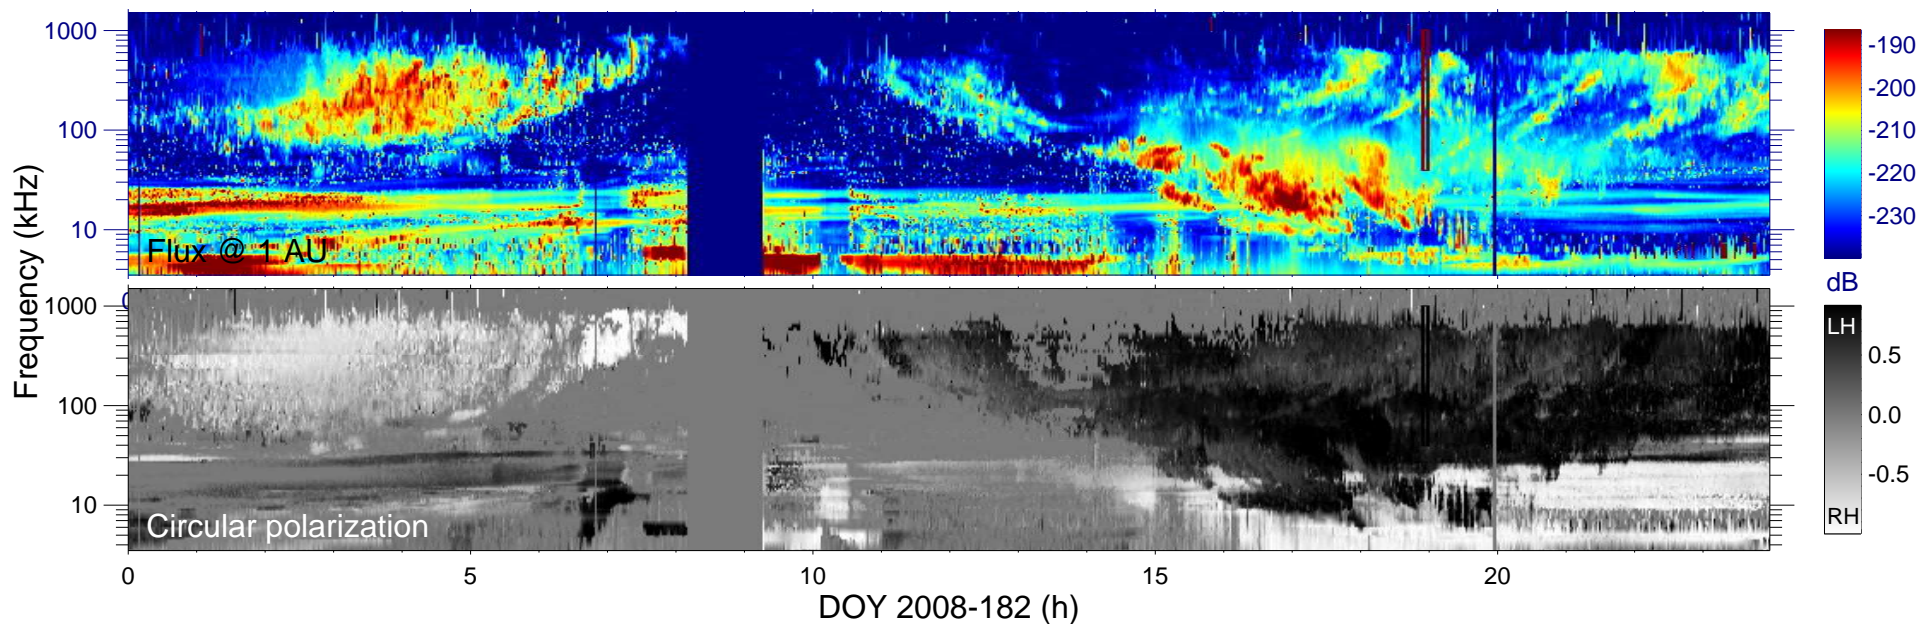 Frequency (kHz)
1000
100
10
Flux @ 1 AU
-190
-200
-210
-220
-230
dB
0
1000
100
10
Circular polarization
LH
0.5
0.0
-0.5
RH
0 5 10 15 20
DOY 2008-182 (h)